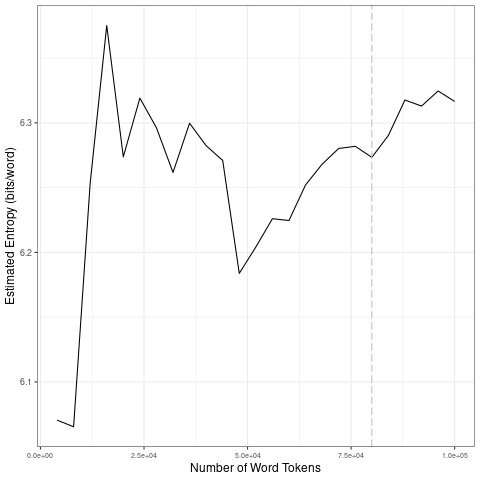 Estimated Entropy (bits/word)
6.3
6.2
6.1
0.0e+00 2.5e+04 5.0e+04 7.5e+04 1.0e+05
Number of Word Tokens